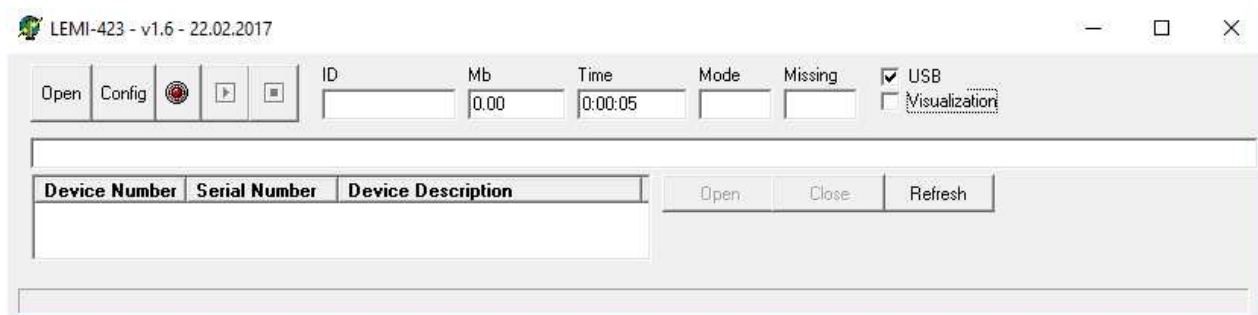 LEMI-423 - v1.6 - 22.02.2017
ID Mb Time Mode Missing USB
Open Config 0.00 0:00:05 Visualization
Device Number Serial Number Device Description Open Close Refresh